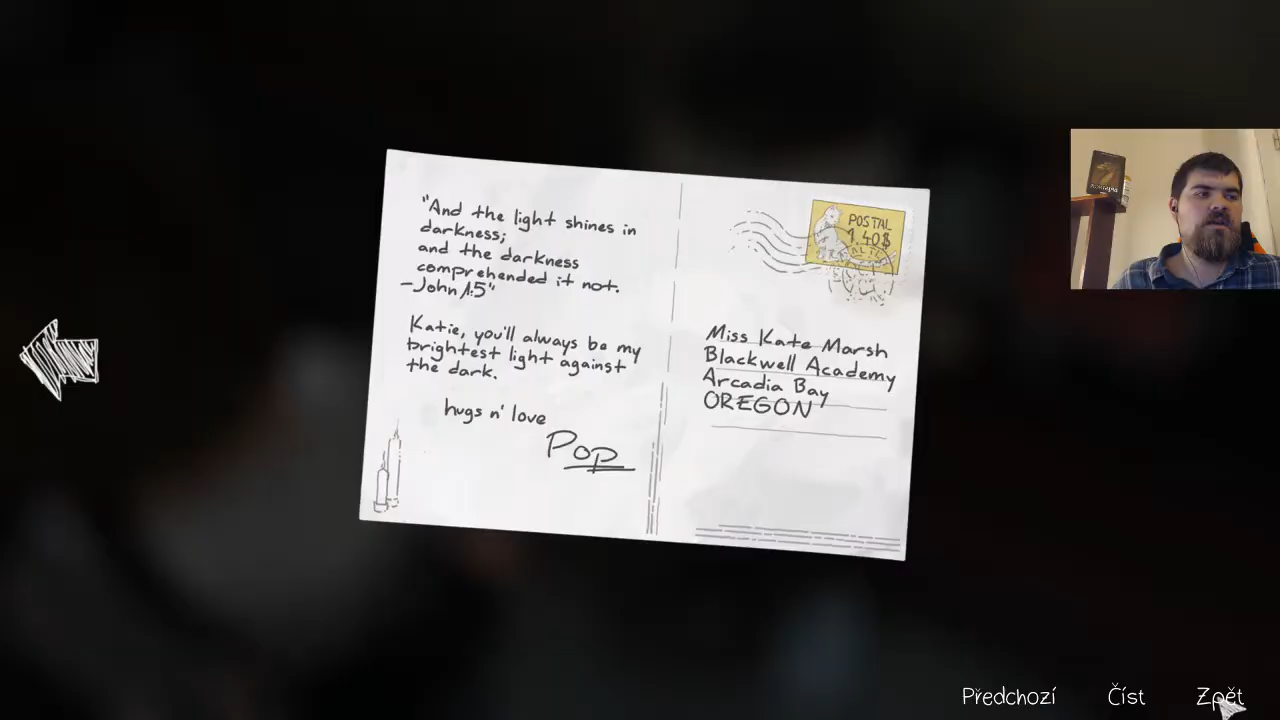 "And the light shines in
darkness;
and the darkness
comprehended it not.
-John 1:5"
Katie, you'll always be my
brightest light against
the dark.
hugs n' love
Pop
POSTAL
1.40$
Miss Kate Marsh
Blackwell Academy
Arcadia Bay
OREGON
Předchozí
Číst
Zpět